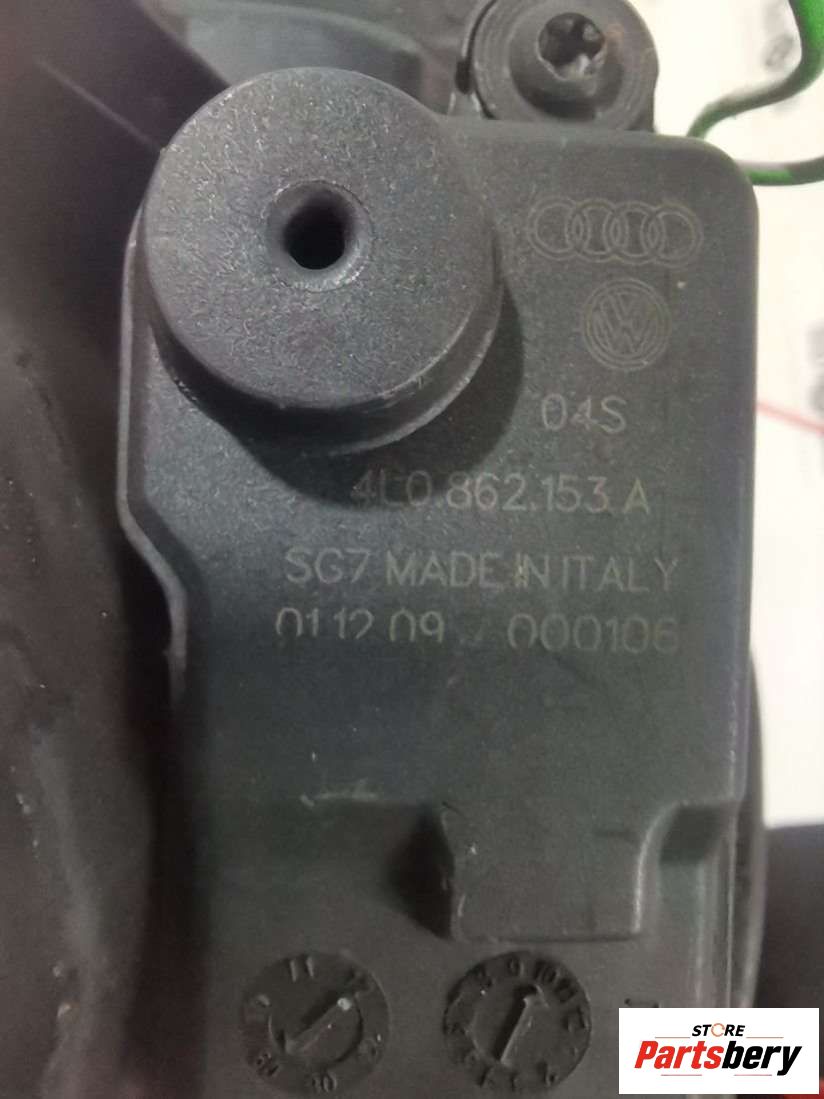 04S
4L0.862.153.A
SG7 MADE IN ITALY
01.12.09 / 000106
STORE
Partsbery